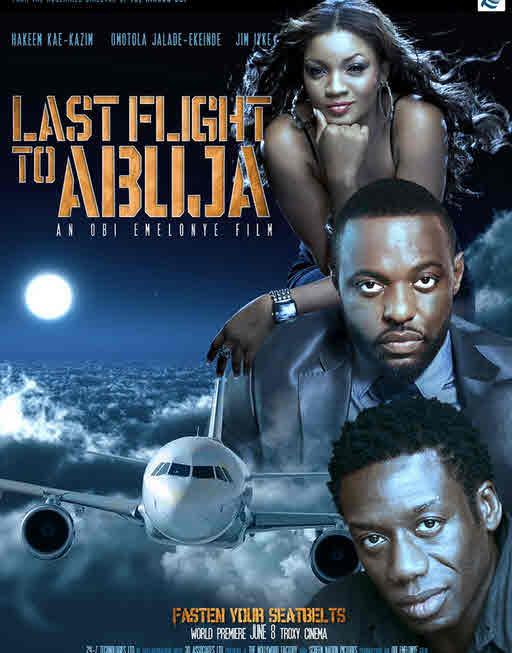 HAKEEM KAE-KAZIM OMOTOLA JALADE-EKEINDE JIM IYKE
LAST FLIGHT
TO ABUJA
AN OBI EMELONYE FILM
FASTEN YOUR SEATBELTS
WORLD PREMIERE JUNE 8 TROXY CINEMA